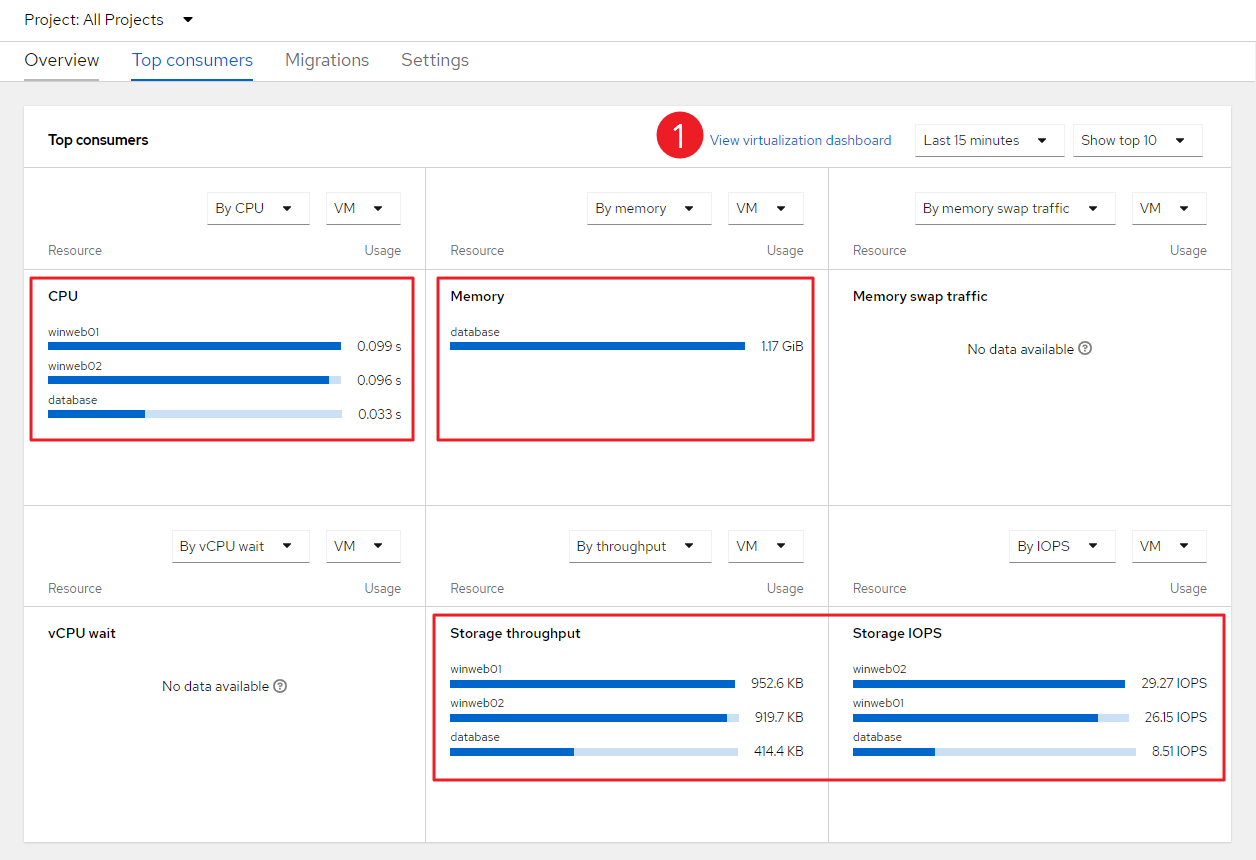 Project: All Projects
Overview Top consumers Migrations Settings
Top consumers 1 View virtualization dashboard Last 15 minutes Show top 10
By CPU VM By memory VM By memory swap traffic VM
Resource Usage Resource Usage Resource Usage
CPU
winweb01
0.099 s
winweb02
0.096 s
database
0.033 s
Memory
database
1.17 GiB
Memory swap traffic
No data available
By vCPU wait VM By throughput VM By IOPS VM
Resource Usage Resource Usage Resource Usage
vCPU wait
No data available
Storage throughput
winweb01
952.6 KB
winweb02
919.7 KB
database
414.4 KB
Storage IOPS
winweb02
29.27 IOPS
winweb01
26.15 IOPS
database
8.51 IOPS